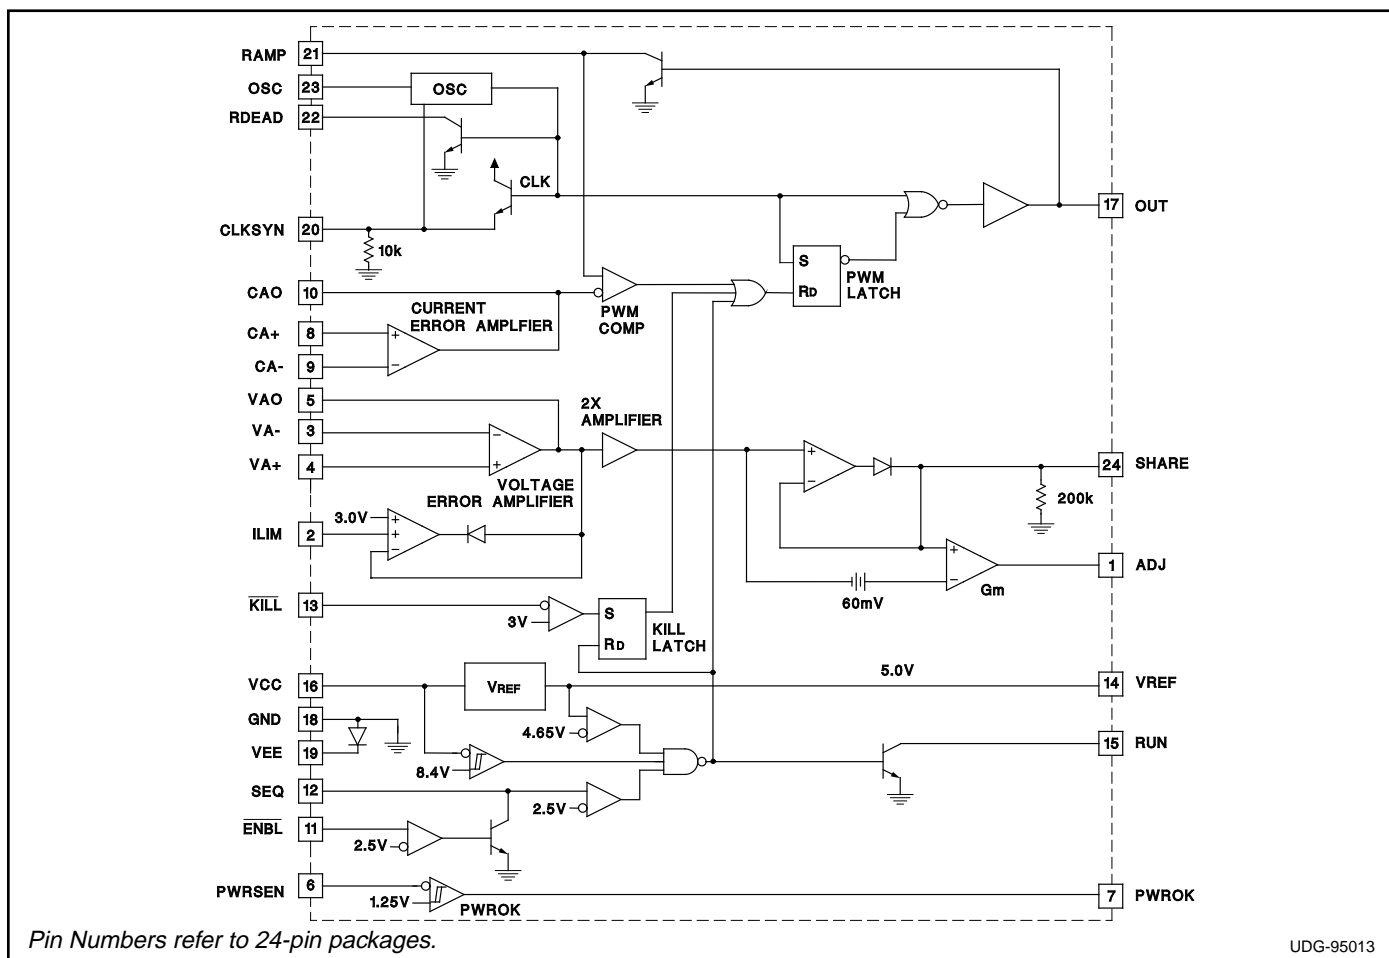 RAMP 21
OSC 23
OSC
RDEAD 22
CLK
CLKSYN 20
10k
17 OUT
S
RD
PWM
LATCH
CAO 10
PWM
COMP
CURRENT
ERROR AMPLFIER
CA+ 8
+
CA- 9
−
VAO 5
2X
AMPLIFIER
VA- 3
−
VA+ 4
+
VOLTAGE
ERROR AMPLIFIER
+
−
24 SHARE
200k
ILIM 2
3.0V
+
+
−
+
−
Gm
1 ADJ
60mV
KILL 13
3V
S
RD
KILL
LATCH
VCC 16
VREF
5.0V
14 VREF
GND 18
4.65V
VEE 19
8.4V
15 RUN
SEQ 12
2.5V
ENBL 11
2.5V
PWRSEN 6
1.25V
PWROK
7 PWROK
Pin Numbers refer to 24-pin packages.
UDG-95013